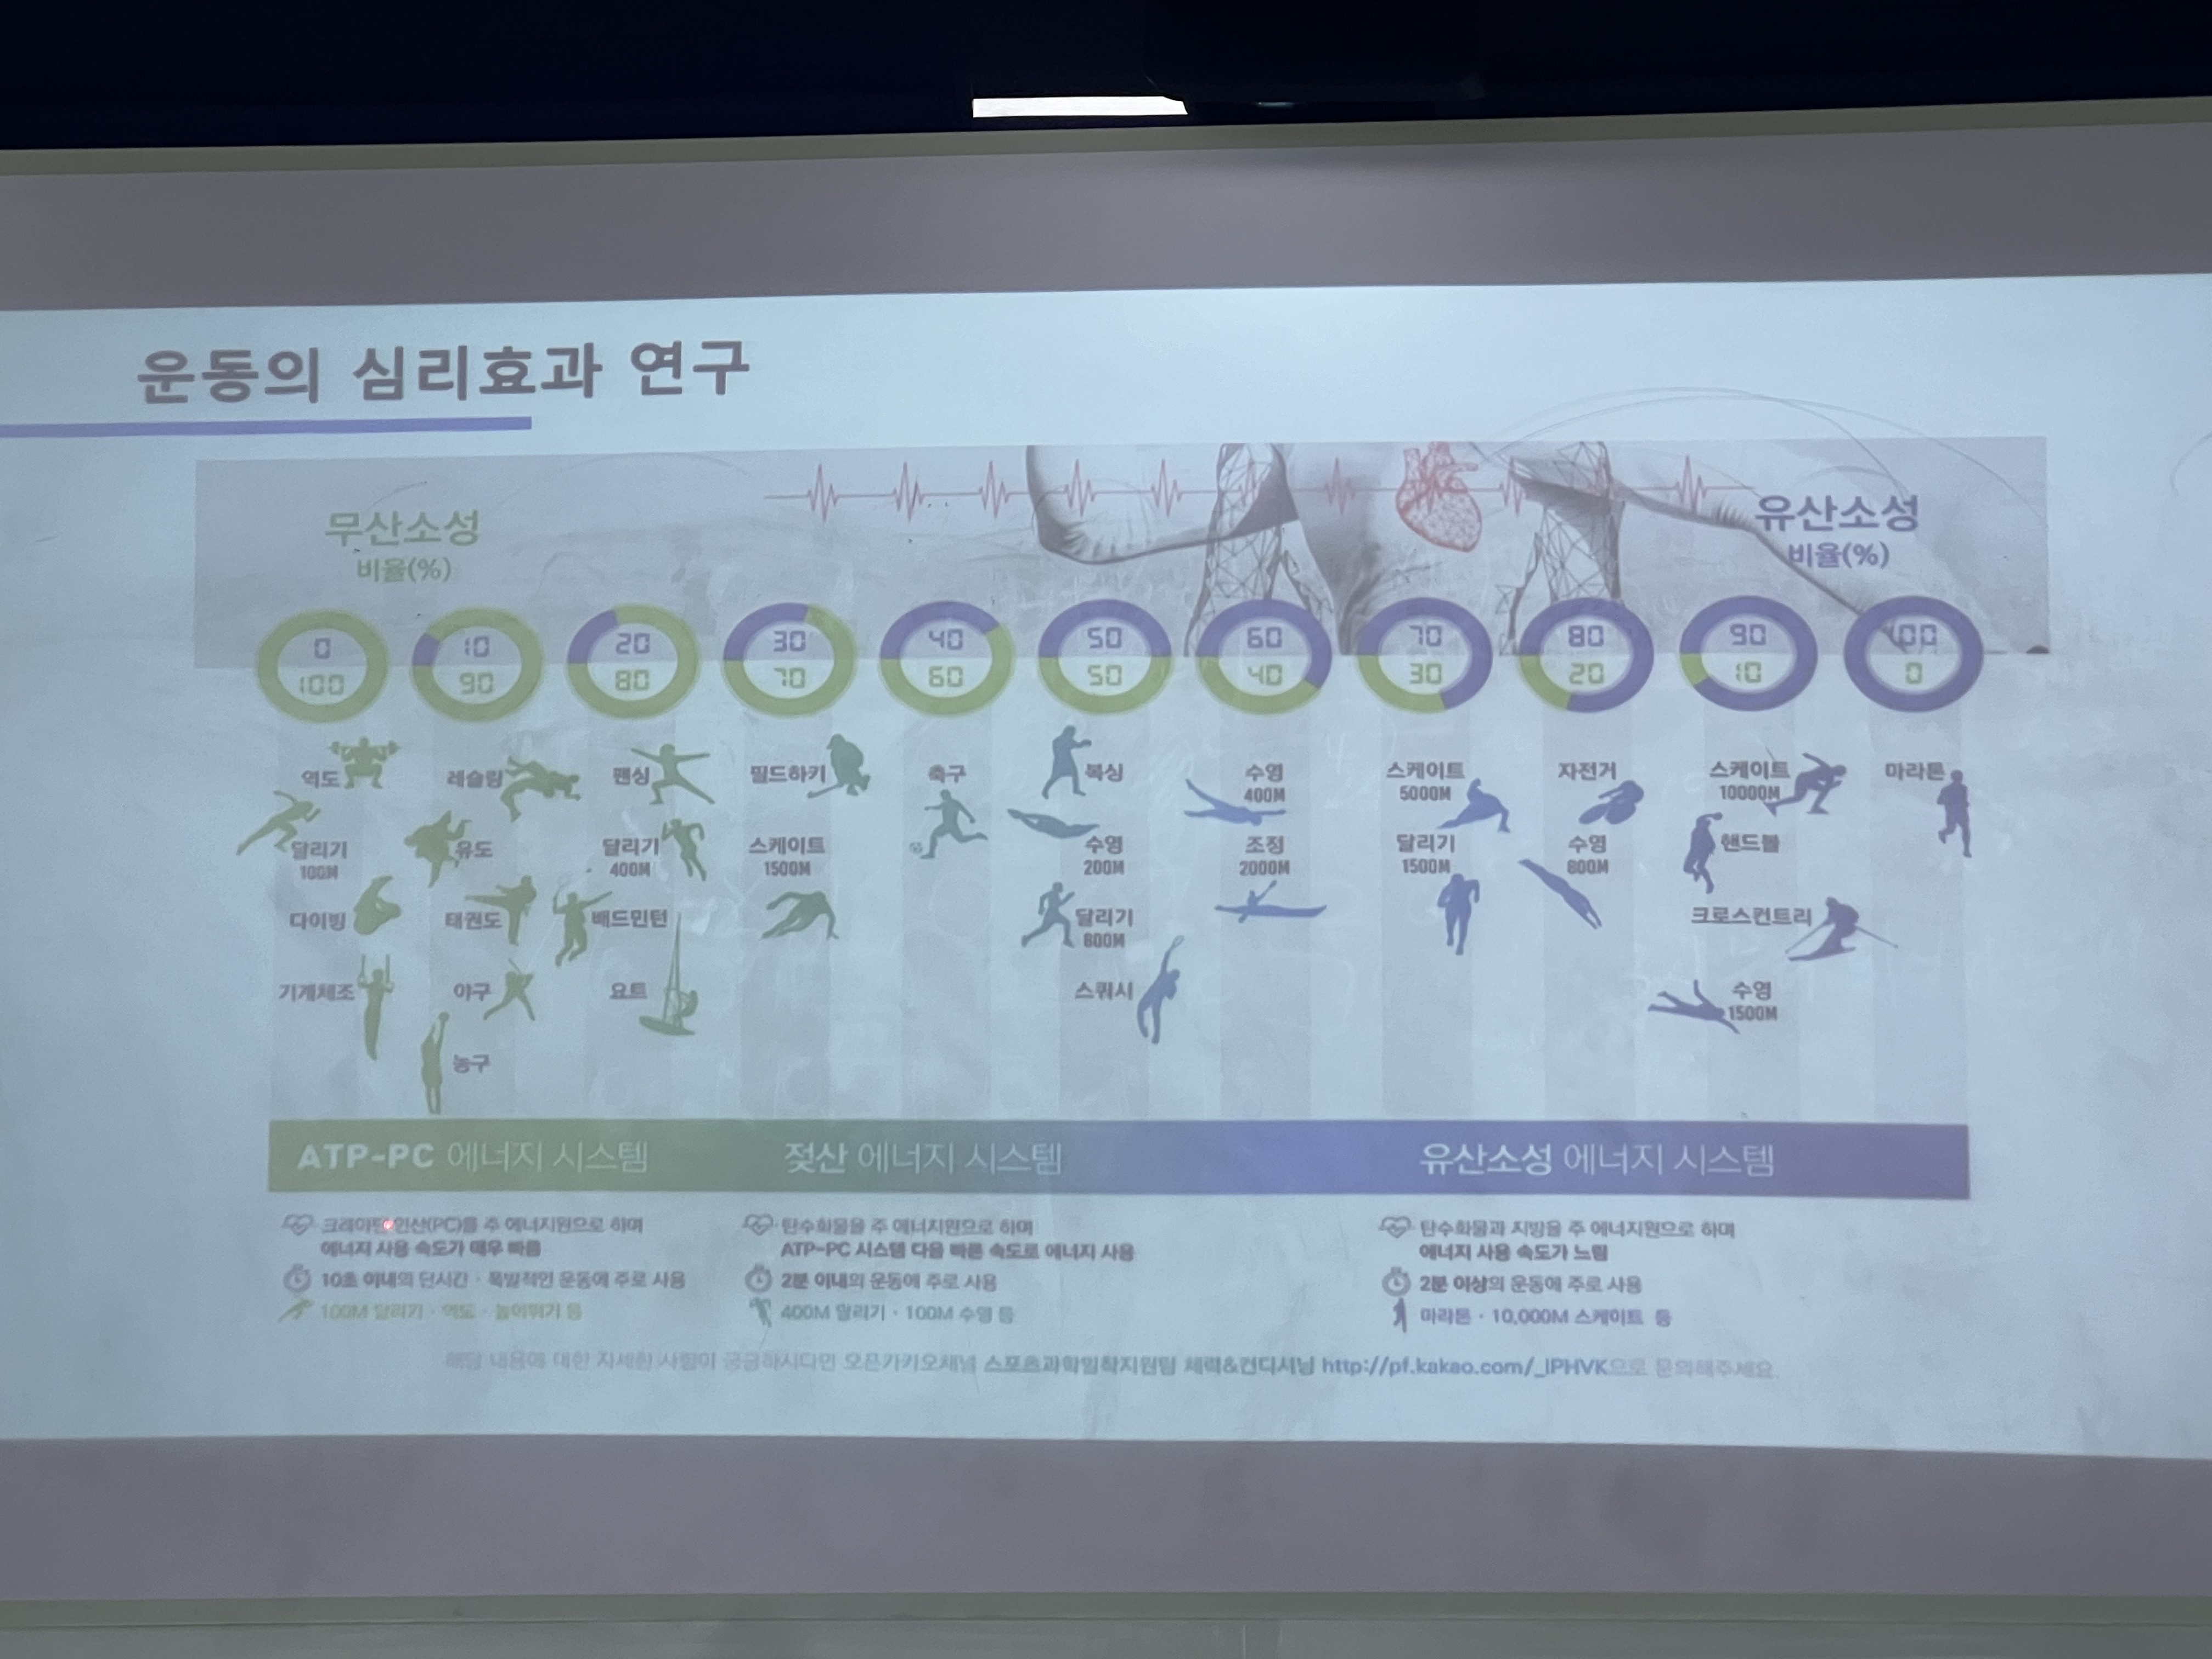 운동의 심리효과 연구
무산소성
비율(%)
유산소성
비율(%)
0
100
10
90
20
80
30
70
40
60
50
50
60
40
70
30
80
20
90
10
100
0
역도
달리기
100M
다이빙
기계체조
레슬링
유도
태권도
야구
농구
펜싱
달리기
400M
배드민턴
요트
필드하키
스케이트
1500M
축구
복싱
수영
200M
달리기
800M
스쿼시
수영
400M
조정
2000M
스케이트
5000M
달리기
1500M
자전거
수영
800M
스케이트
10000M
핸드볼
크로스컨트리
수영
1500M
마라톤
ATP-PC 에너지 시스템
크레아틴인산(PC)를 주 에너지원으로 하며
에너지 사용 속도가 매우 빠름
10초 이내의 단시간 · 폭발적인 운동에 주로 사용
100M 달리기 · 역도 · 높이뛰기 등
젖산 에너지 시스템
탄수화물을 주 에너지원으로 하며
ATP-PC 시스템 다음 빠른 속도로 에너지 사용
2분 이내의 운동에 주로 사용
400M 달리기 · 100M 수영 등
유산소성 에너지 시스템
탄수화물과 지방을 주 에너지원으로 하며
에너지 사용 속도가 느림
2분 이상의 운동에 주로 사용
마라톤 · 10,000M 스케이트 등
해당 내용에 대한 자세한 사항이 궁금하시다면 오픈카카오채널 스포츠과학밀착지원팀 체력&컨디셔닝 http://pf.kakao.com/_iPHVK으로 문의해주세요.